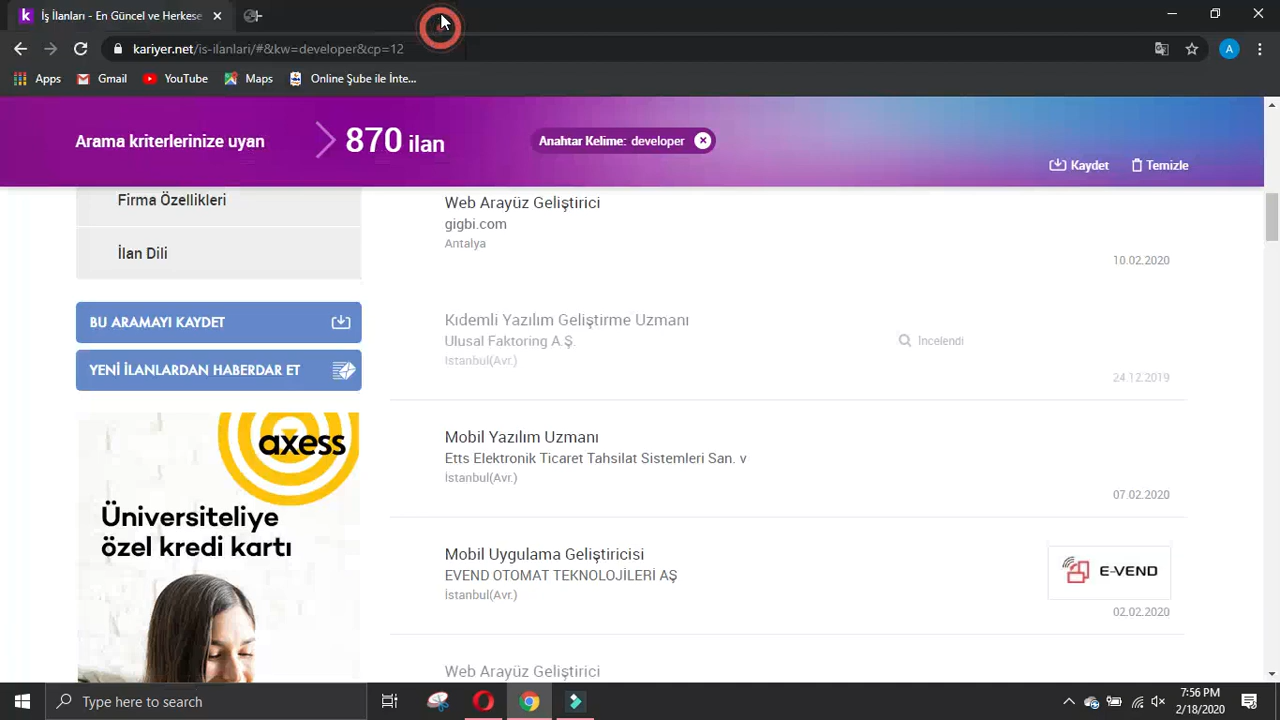 İş İlanları - Kariyer.net
kariyer.net/is-ilanlari/#&kw=developer&cp=12
A
Apps
Gmail
YouTube
Maps
Online Şube ile İnte...
Arama kriterlerinize uyan
870 ilan
Anahtar Kelime: developer
Kaydet
Temizle
Firma Özellikleri
İlan Dili
BU ARAMAYI KAYDET
YENİ İLANLARDAN HABERDAR ET
axess
Üniversiteliye
özel kredi kartı
Web Arayüz Geliştirici
gigbi.com
Antalya
10.02.2020
Kıdemli Yazılım Geliştirme Uzmanı
Ulusal Faktoring A.Ş.
İstanbul(Avr.)
İncelendi
24.12.2019
Mobil Yazılım Uzmanı
Etts Elektronik Ticaret Tahsilat Sistemleri San. v
İstanbul(Avr.)
07.02.2020
Mobil Uygulama Geliştiricisi
EVEND OTOMAT TEKNOLOJİLERİ AŞ
İstanbul(Avr.)
E-VEND
02.02.2020
Web Arayüz Geliştirici
Type here to search
7:56 PM
2/18/2020